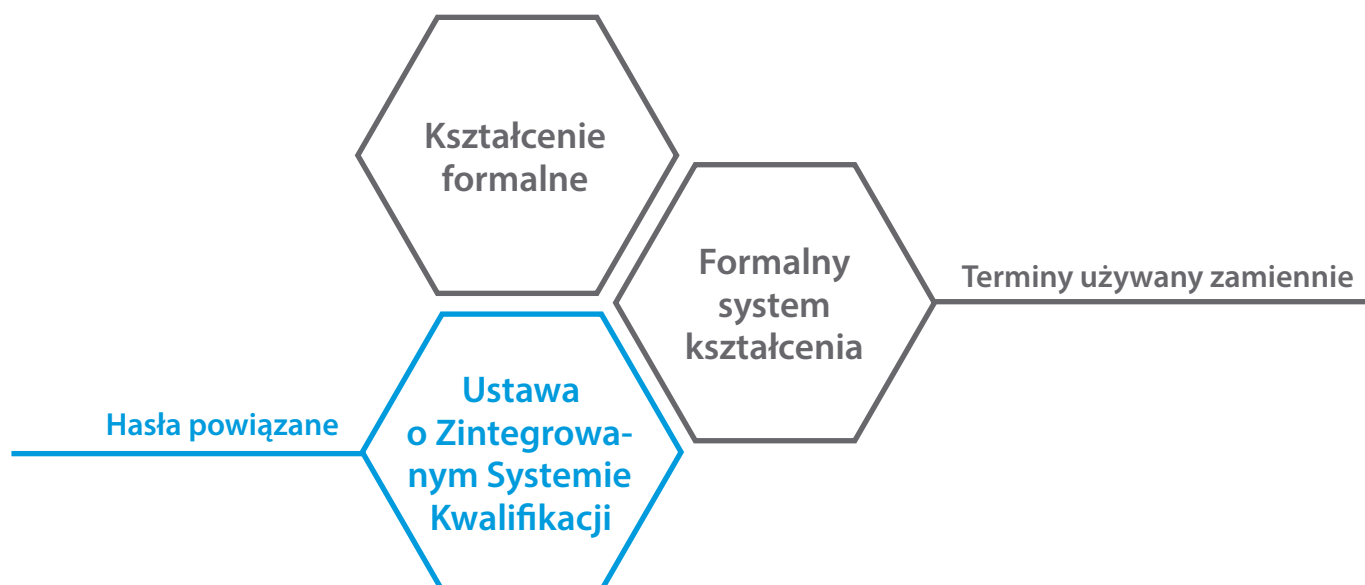 Kształcenie
formalne
Formalny
system
kształcenia
Terminy używany zamiennie
Hasła powiązane
Ustawa
o Zintegrowa-
nym Systemie
Kwalifikacji